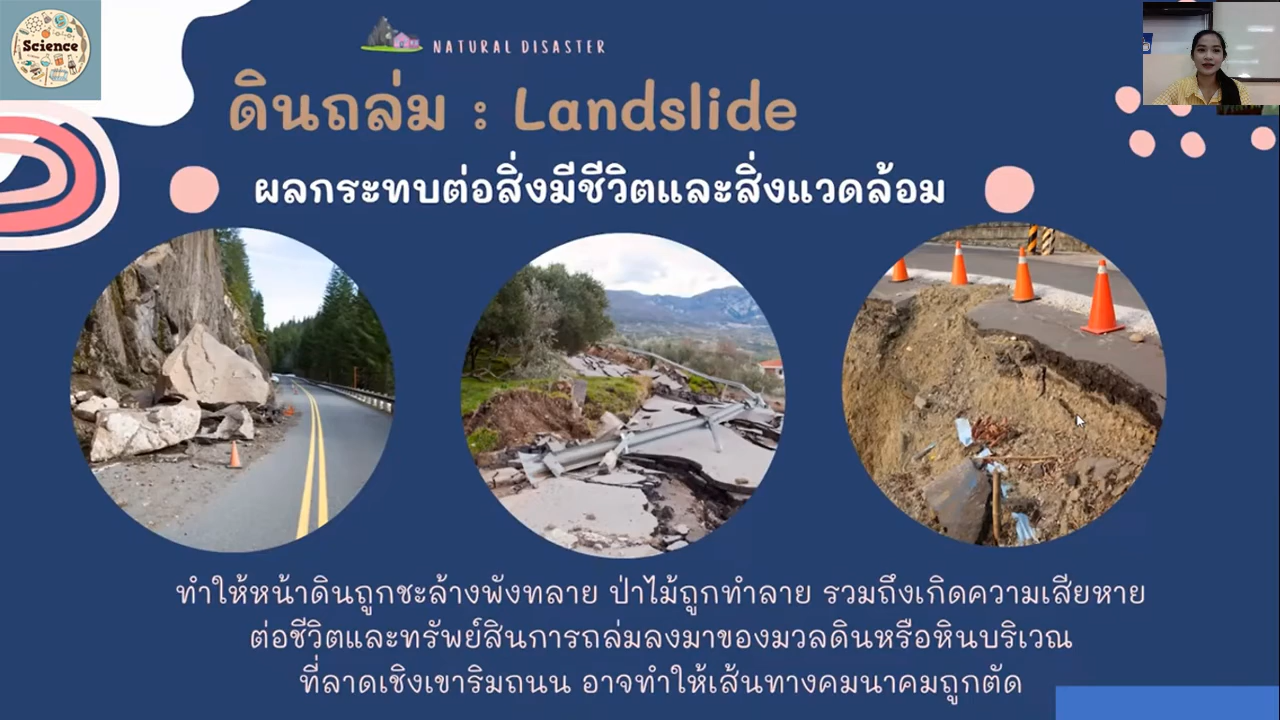 Science
NATURAL DISASTER
ดินถล่ม : Landslide
ผลกระทบต่อสิ่งมีชีวิตและสิ่งแวดล้อม
ทำให้หน้าดินถูกชะล้างพังทลาย ป่าไม้ถูกทำลาย รวมถึงเกิดความเสียหาย
ต่อชีวิตและทรัพย์สินการถล่มลงมาของมวลดินหรือหินบริเวณ
ที่ลาดเชิงเขาริมถนน อาจทำให้เส้นทางคมนาคมถูกตัด